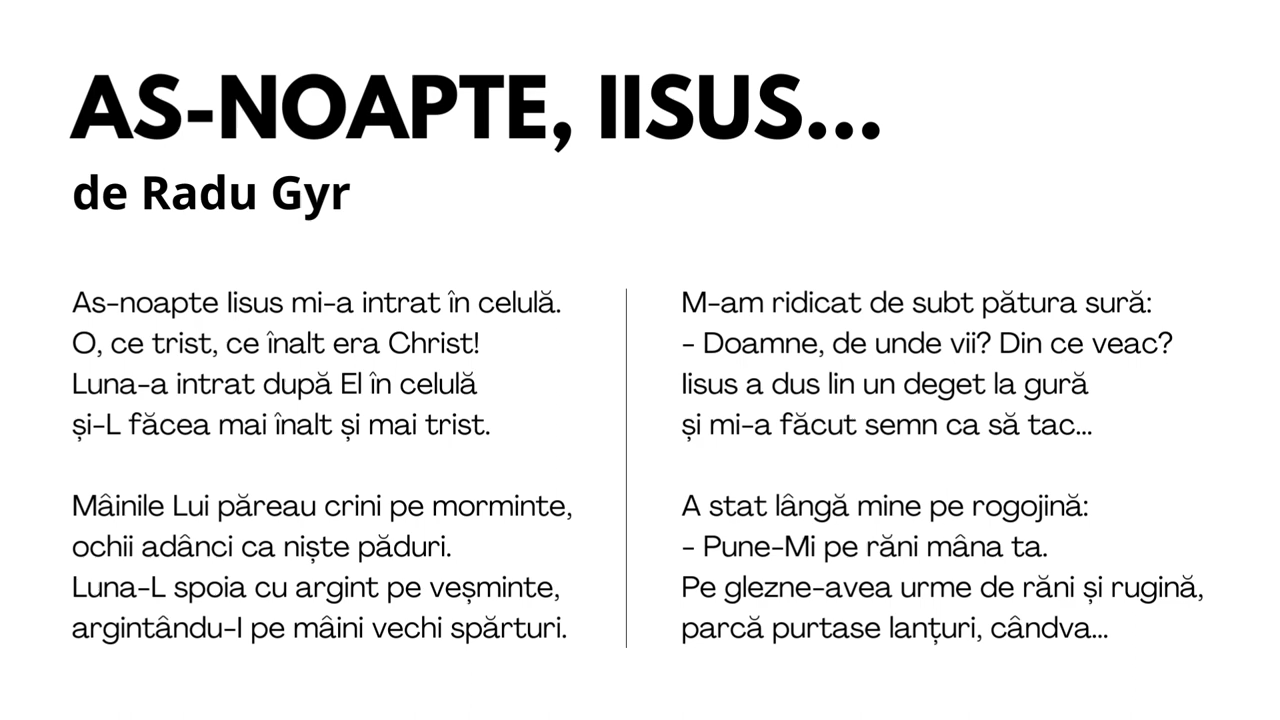 AS-NOAPTE, IISUS...
de Radu Gyr
As-noapte Iisus mi-a intrat în celulă.
O, ce trist, ce înalt era Christ!
Luna-a intrat după El în celulă
și-L făcea mai înalt și mai trist.
Mâinile Lui păreau crini pe morminte,
ochii adânci ca niște păduri.
Luna-L spoia cu argint pe veșminte,
argintându-I pe mâini vechi spărturi.
M-am ridicat de subt pătura sură:
- Doamne, de unde vii? Din ce veac?
Iisus a dus lin un deget la gură
și mi-a făcut semn ca să tac...
A stat lângă mine pe rogojină:
- Pune-Mi pe răni mâna ta.
Pe glezne-avea urme de răni și rugină,
parcă purtase lanțuri, cândva...